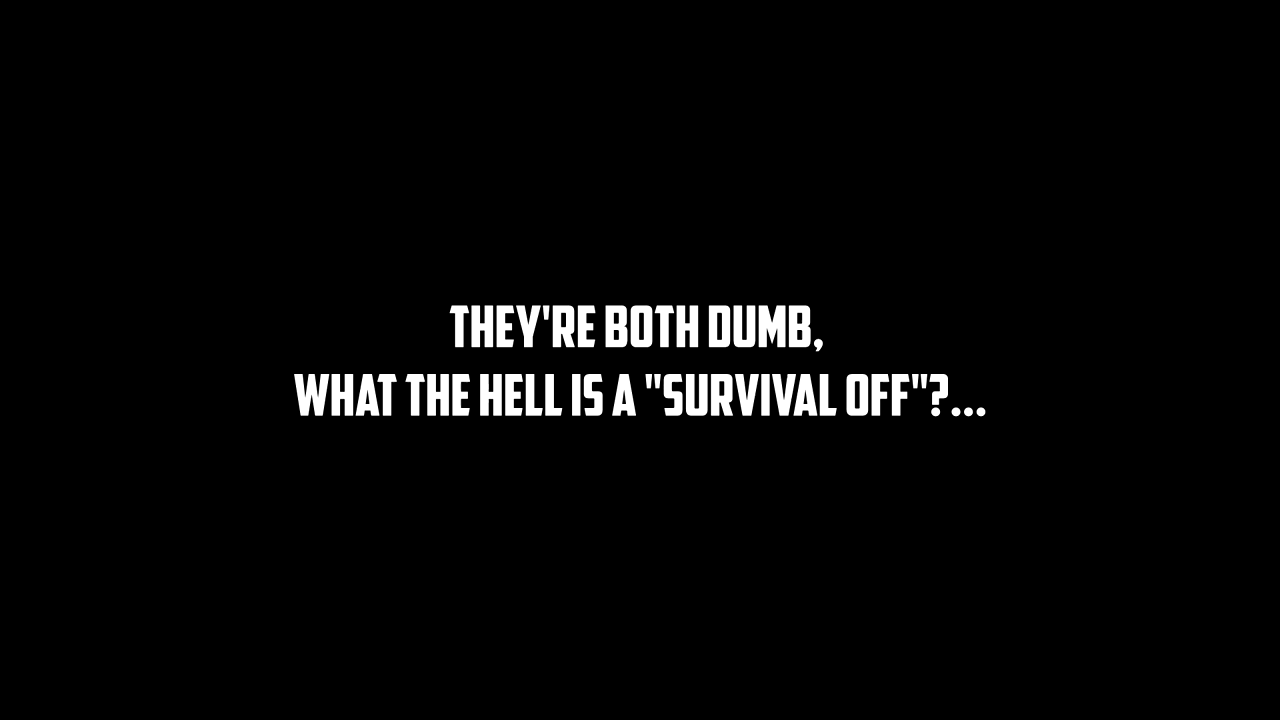 THEY'RE BOTH DUMB,
WHAT THE HELL IS A "SURVIVAL OFF"?...